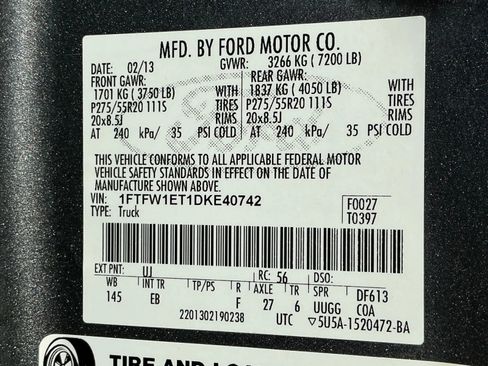 MFD. BY FORD MOTOR CO.
DATE: 02/13 GVWR: 3266 KG ( 7200 LB)
FRONT GAWR: REAR GAWR:
1701 KG ( 3750 LB) WITH 1837 KG ( 4050 LB) WITH
P275/55R20 111S TIRES P275/55R20 111S TIRES
20x8.5J RIMS 20x8.5J RIMS
AT 240 kPa/ 35 PSI COLD AT 240 kPa/ 35 PSI COLD
THIS VEHICLE CONFORMS TO ALL APPLICABLE FEDERAL MOTOR
VEHICLE SAFETY STANDARDS IN EFFECT ON THE DATE OF
MANUFACTURE SHOWN ABOVE.
VIN: 1FTFW1ET1DKE40742 F0027
TYPE: Truck T0397
EXT PNT: UJ RC: 56 DSO:
WB BRK INT TR TP/PS R AXLE TR SPR DF613
145 EB F 27 6 UUGG COA
2201302190238 UTC ▽5U5A-1520472-BA